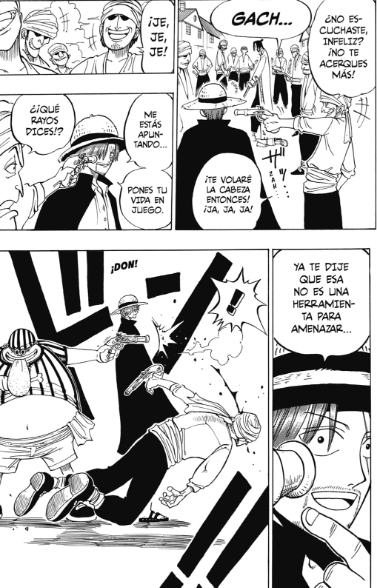 ¿NO ES-
CUCHASTE,
INFELIZ?
¡NO TE
ACERQUES
MÁS!
GACH...
¡TE VOLARÉ
LA CABEZA
ENTONCES!
¡JA, JA, JA!
¡JE,
JE,
JE!
ME
ESTÁS
APUN-
TANDO...
PONES TU
VIDA EN
JUEGO.
¿¡QUÉ
RAYOS
DICES!?
YA TE DIJE
QUE ESA
NO ES UNA
HERRAMIEN-
TA PARA
AMENAZAR...
!
¡DON!